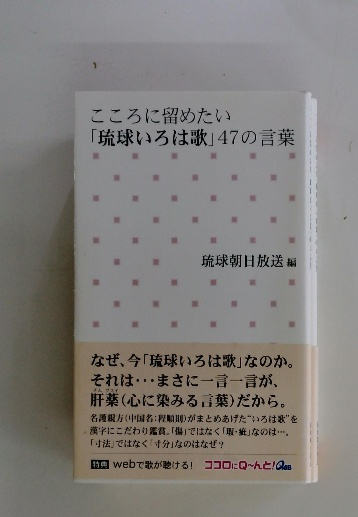 こころに留めたい
「琉球いろは歌」47の言葉
琉球朝日放送 編
なぜ、今「琉球いろは歌」なのか。
それは・・・まさに一言一言が、
肝薬(心に染みる言葉)だから。
名護親方(中国名:程順則)がまとめあげた“いろは歌”を
漢字にこだわり鑑賞。「傷」ではなく「瑕・疵」なのは…。
「寸法」ではなく「寸分」なのはなぜ?
特典 webで歌が聴ける! ココロにQ〜んと! QAB